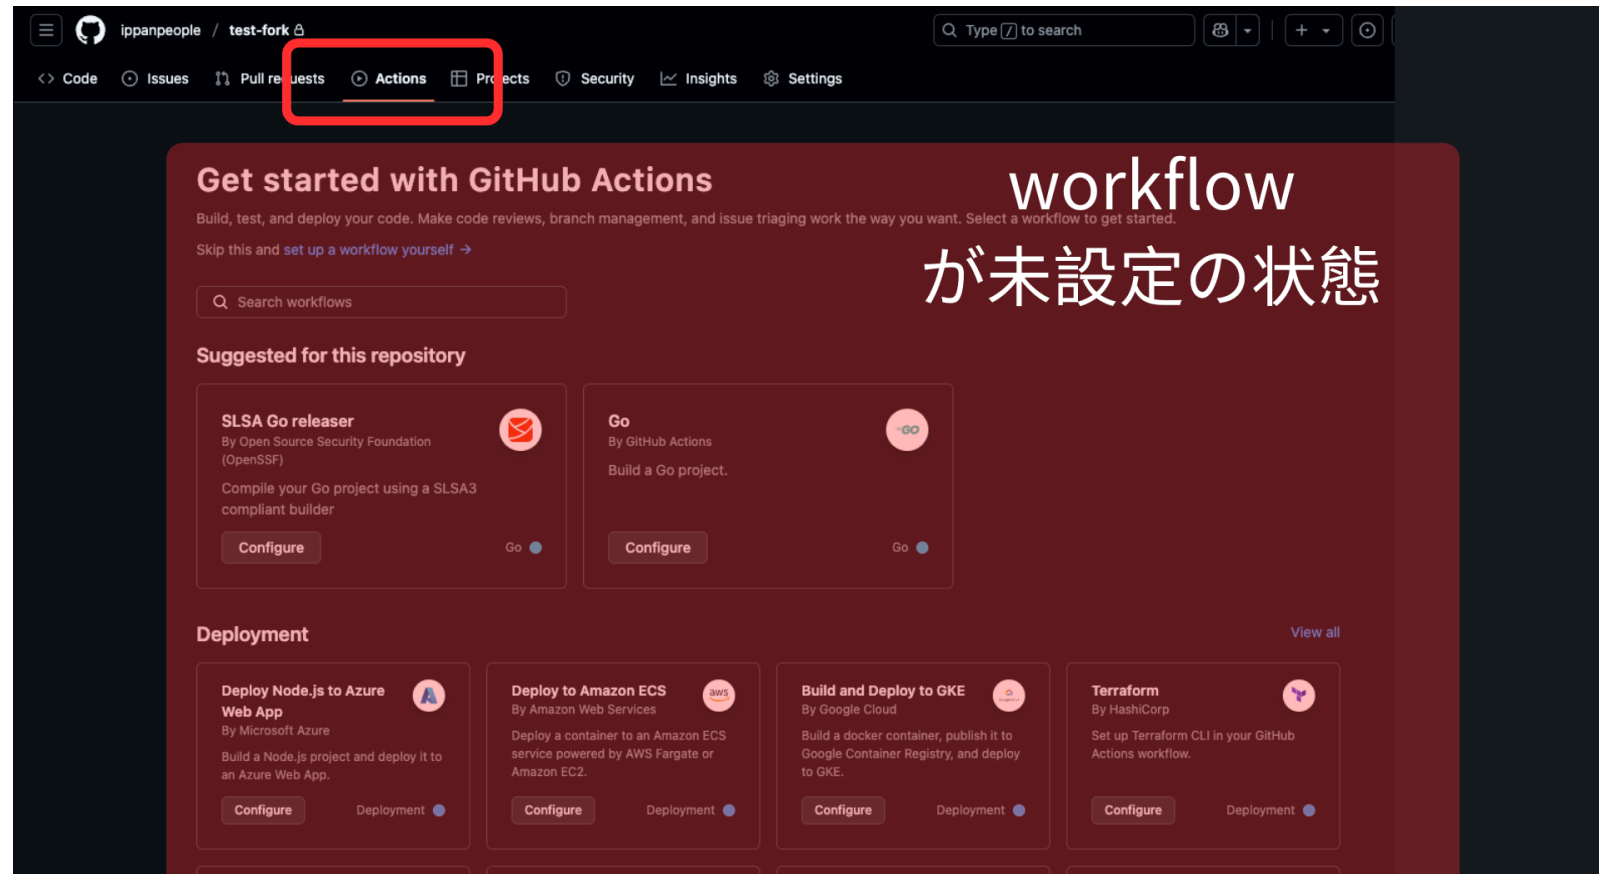 ippanpeople / test-fork
Type / to search
Code Issues Pull requests Actions Projects Security Insights Settings
workflow
が未設定の状態
Get started with GitHub Actions
Build, test, and deploy your code. Make code reviews, branch management, and issue triaging work the way you want. Select a workflow to get started.
Skip this and set up a workflow yourself →
Search workflows
Suggested for this repository
SLSA Go releaser
By Open Source Security Foundation
(OpenSSF)
Compile your Go project using a SLSA3
compliant builder
Configure
Go
Go
By GitHub Actions
GO
Build a Go project.
Configure
Go
Deployment
View all
Deploy Node.js to Azure
Web App
By Microsoft Azure
Build a Node.js project and deploy it to
an Azure Web App.
Configure
Deployment
Deploy to Amazon ECS
By Amazon Web Services
aws
Deploy a container to an Amazon ECS
service powered by AWS Fargate or
Amazon EC2.
Configure
Deployment
Build and Deploy to GKE
By Google Cloud
Build a docker container, publish it to
Google Container Registry, and deploy
to GKE.
Configure
Deployment
Terraform
By HashiCorp
Set up Terraform CLI in your GitHub
Actions workflow.
Configure
Deployment